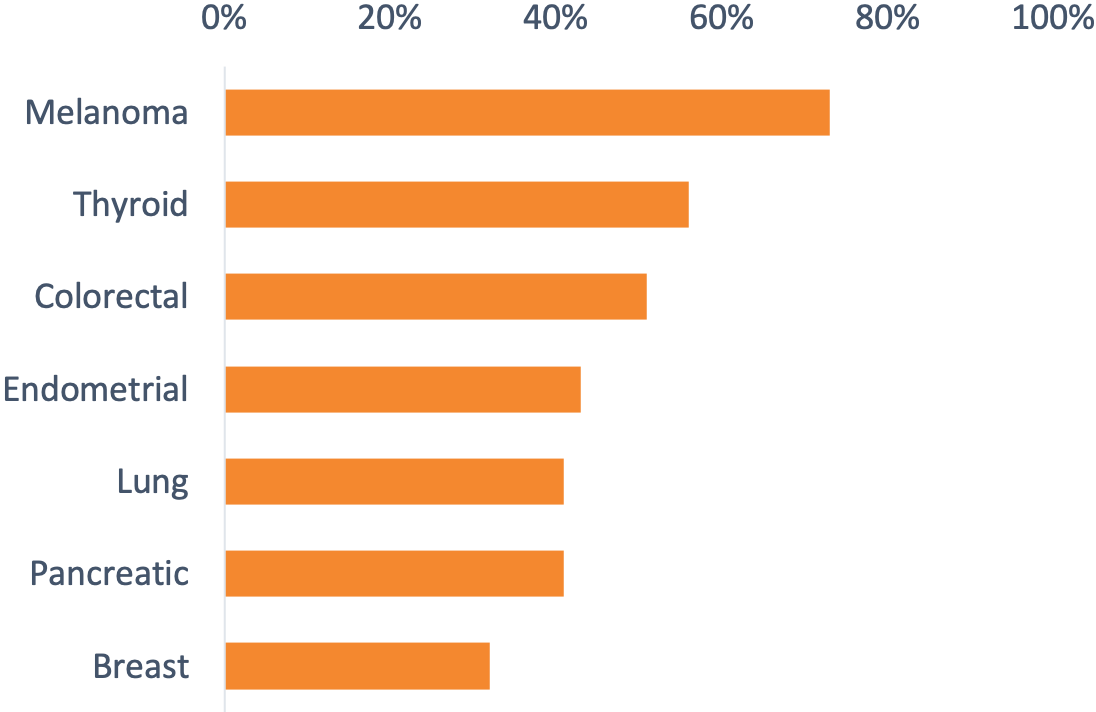 0% 20% 40% 60% 80% 100%
Melanoma
Thyroid
Colorectal
Endometrial
Lung
Pancreatic
Breast